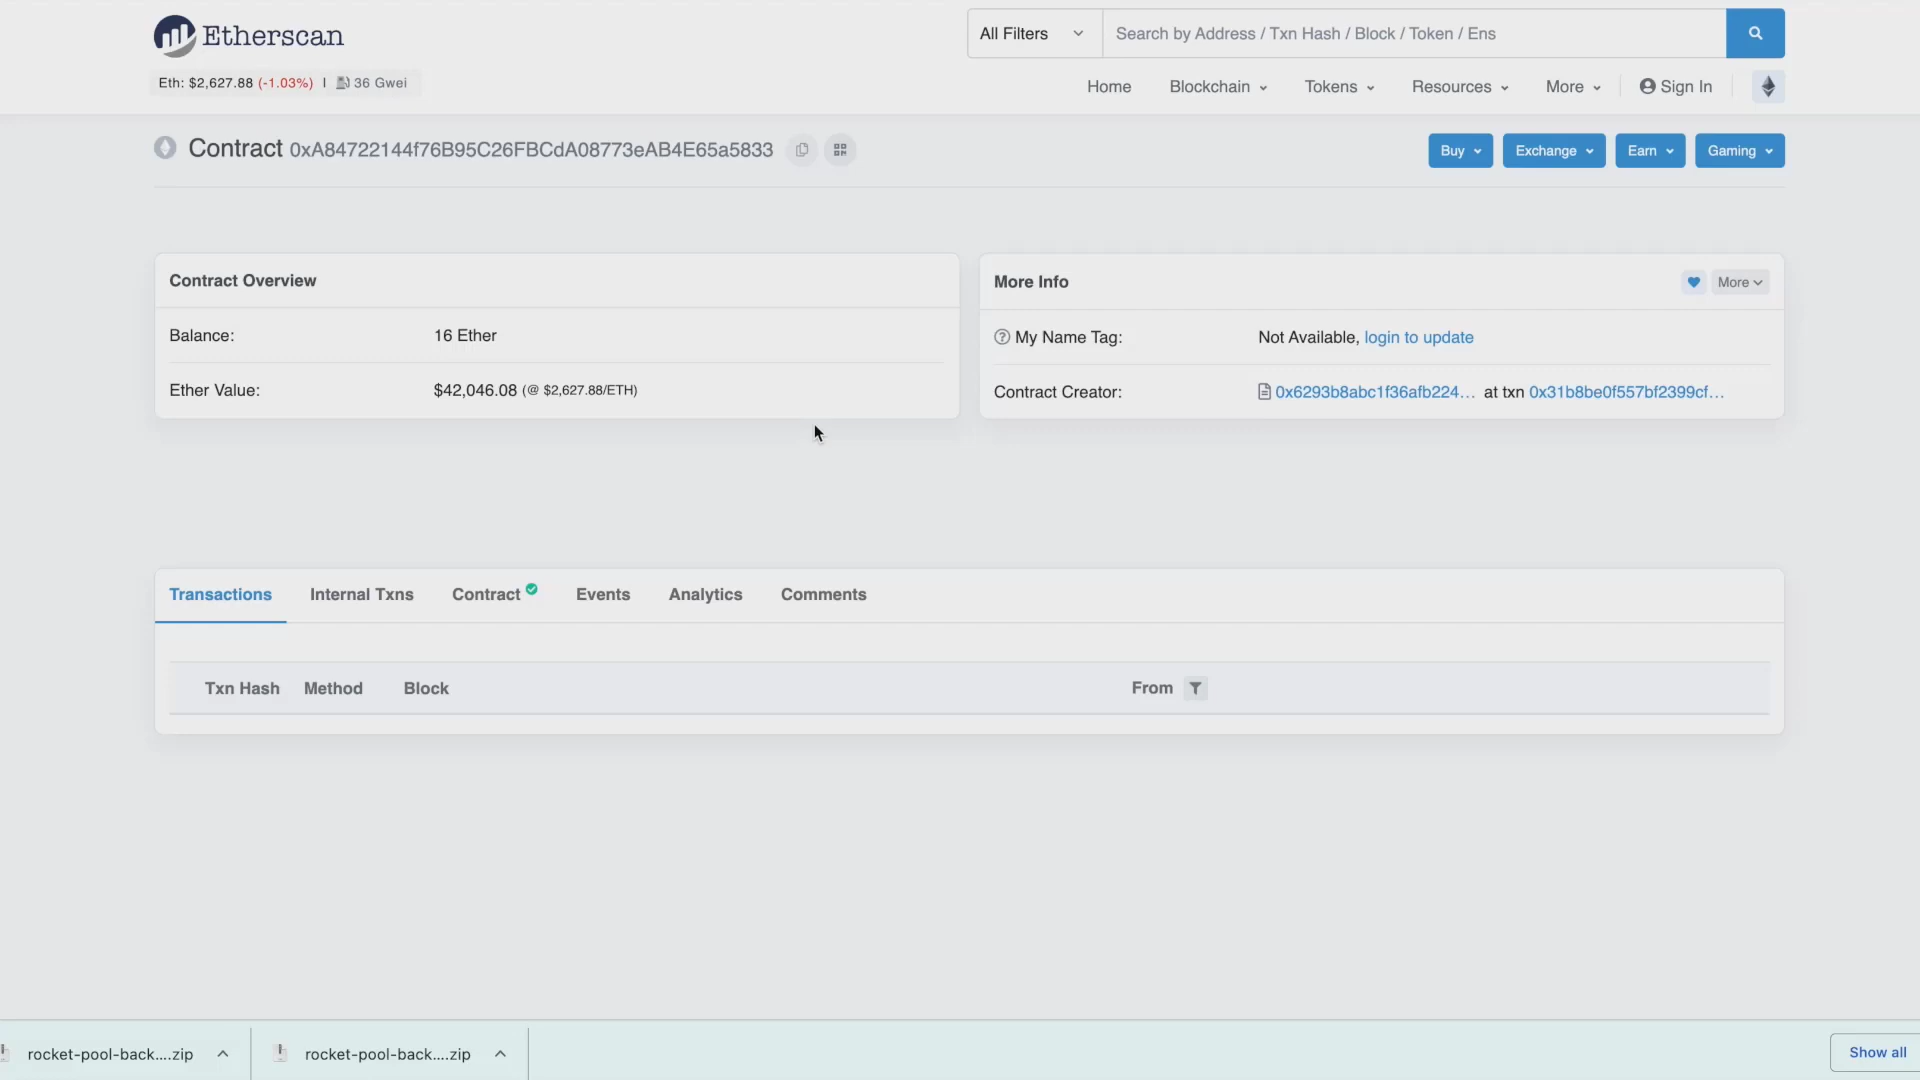 Etherscan
All Filters
Search by Address / Txn Hash / Block / Token / Ens
Eth: $2,627.88 (-1.03%) | 36 Gwei
Home Blockchain Tokens Resources More Sign In
Contract 0xA84722144f76B95C26FBCdA08773eAB4E65a5833
Buy Exchange Earn Gaming
Contract Overview
Balance: 16 Ether
Ether Value: $42,046.08 (@ $2,627.88/ETH)
More Info
More
My Name Tag: Not Available, login to update
Contract Creator: 0x6293b8abc1f36afb224... at txn 0x31b8be0f557bf2399cf...
Transactions Internal Txns Contract Events Analytics Comments
Txn Hash Method Block From
rocket-pool-back....zip rocket-pool-back....zip Show all